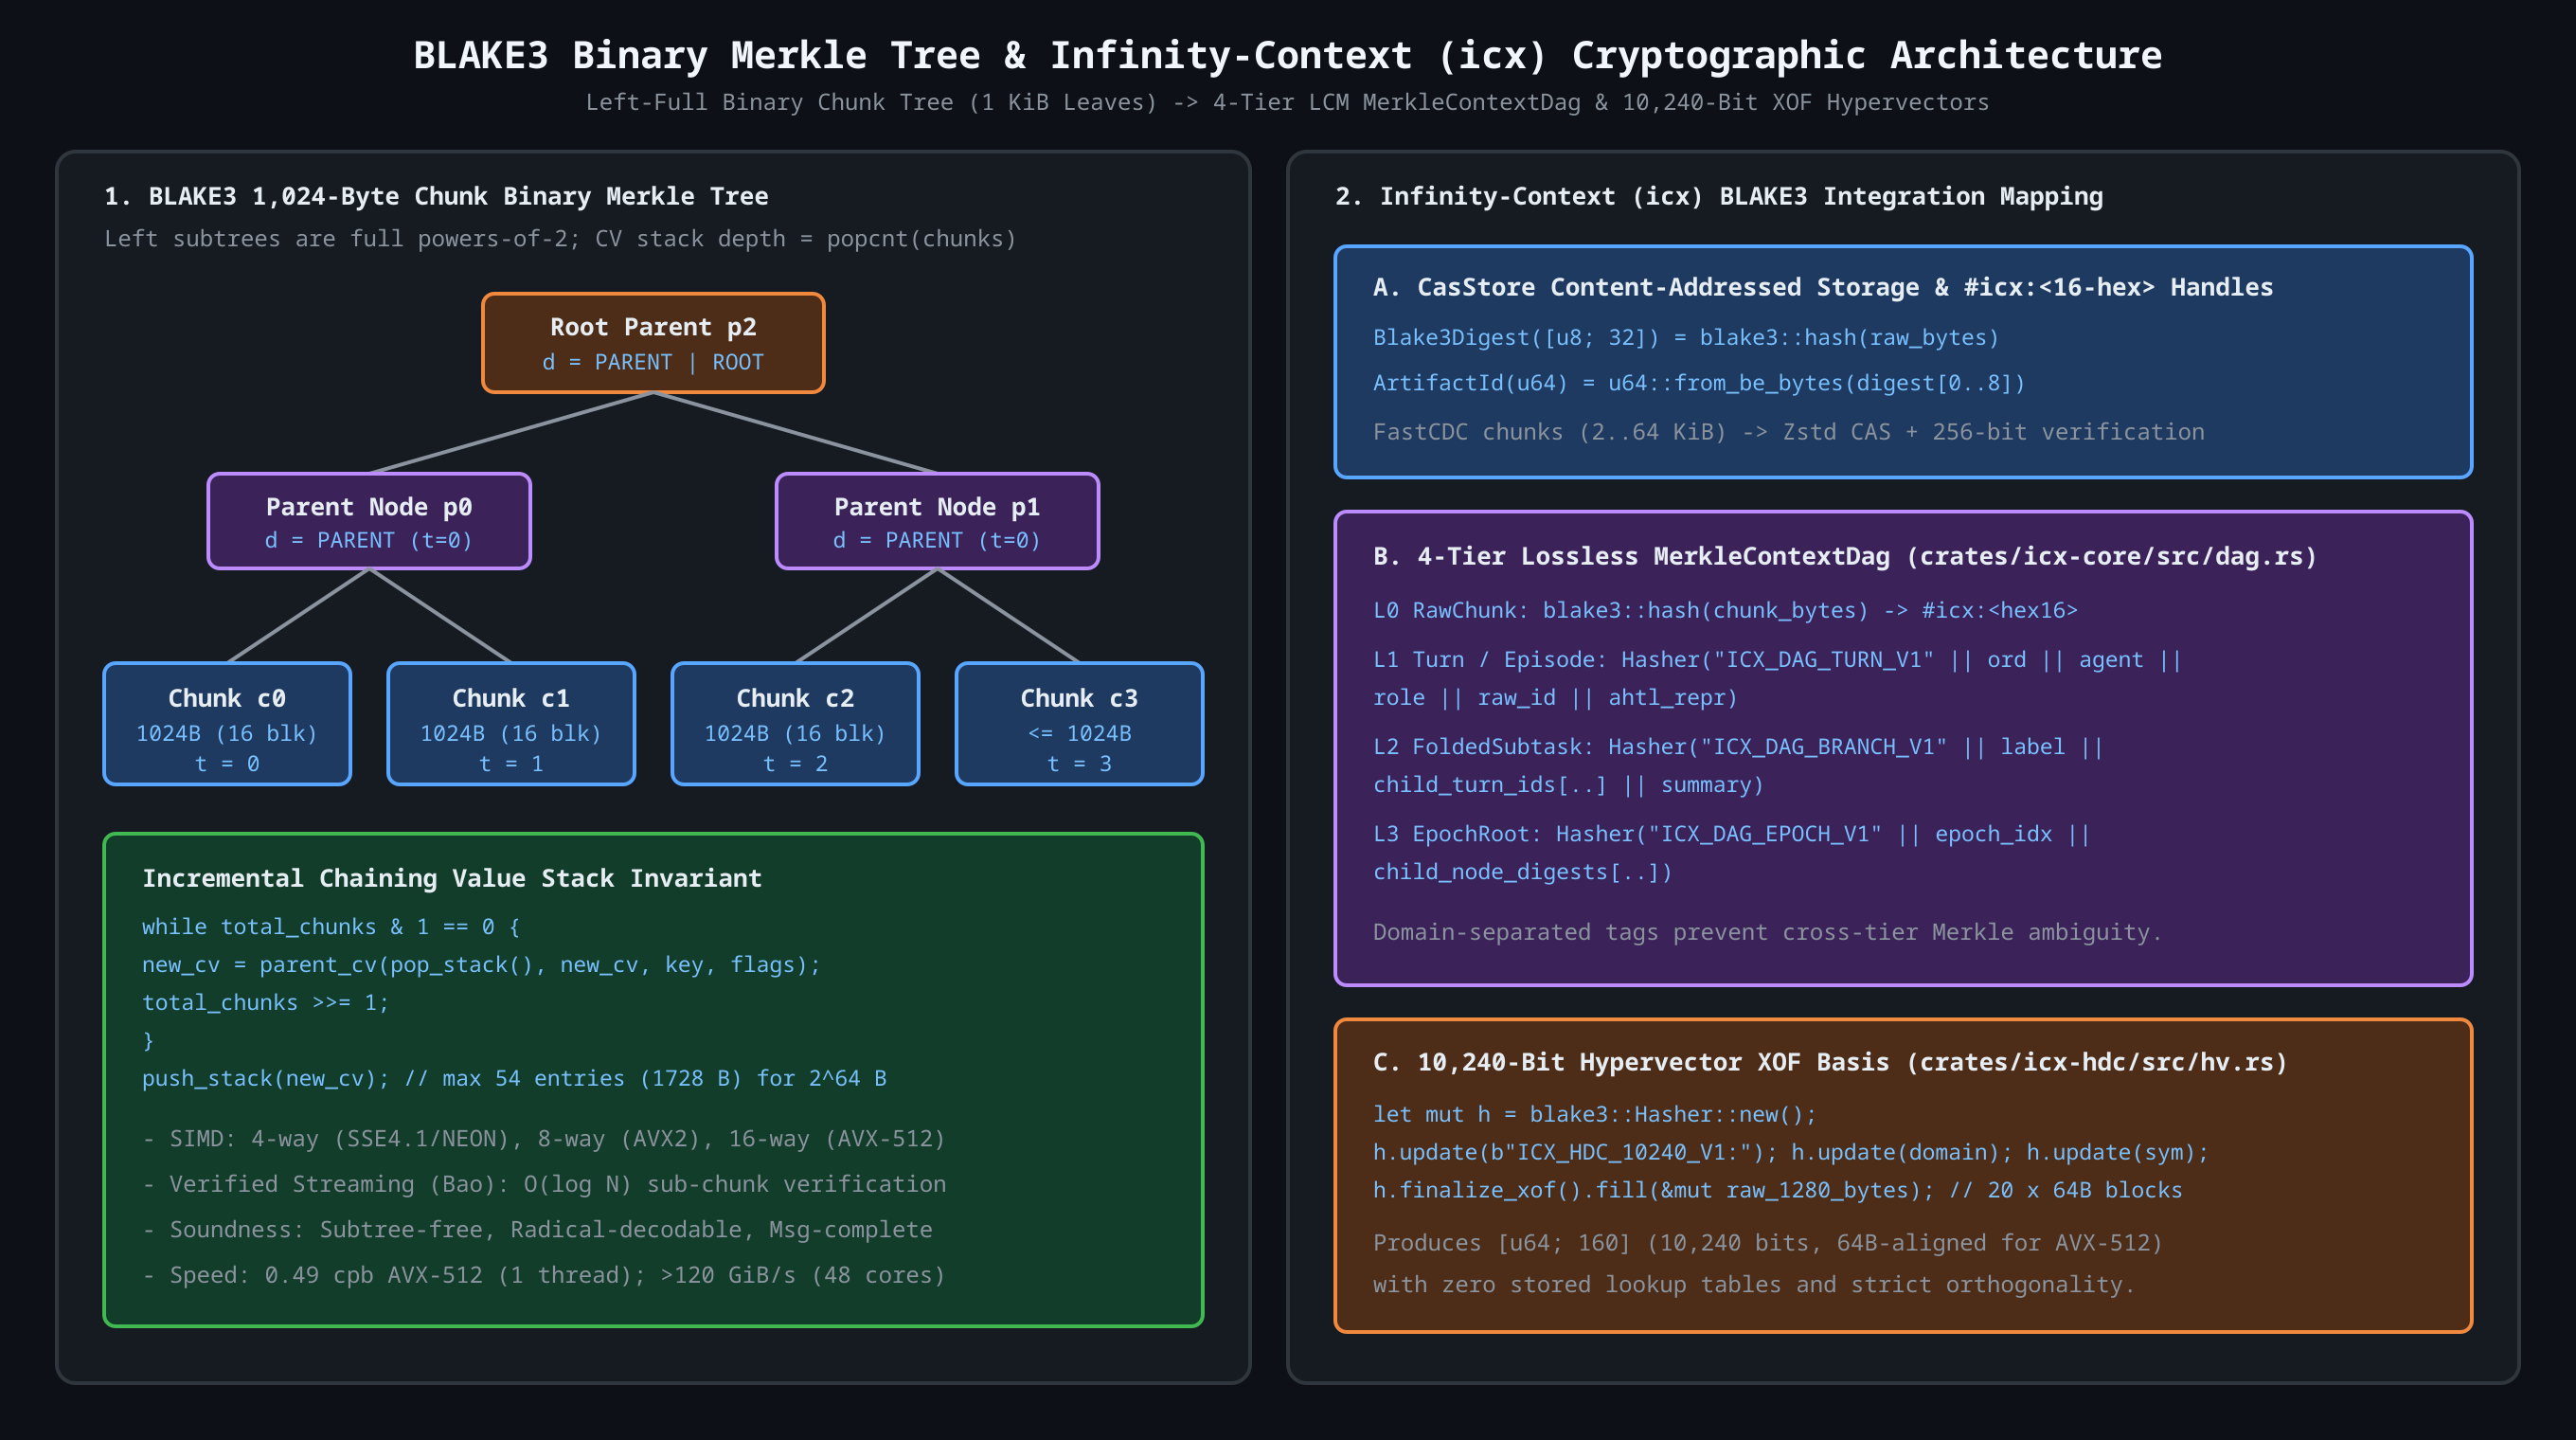 BLAKE3 Binary Merkle Tree & Infinity-Context (icx) Cryptographic Architecture
Left-Full Binary Chunk Tree (1 KiB Leaves) -> 4-Tier LCM MerkleContextDag & 10,240-Bit XOF Hypervectors
1. BLAKE3 1,024-Byte Chunk Binary Merkle Tree
Left subtrees are full powers-of-2; CV stack depth = popcnt(chunks)
Root Parent p2
d = PARENT | ROOT
Parent Node p0
d = PARENT (t=0)
Parent Node p1
d = PARENT (t=0)
Chunk c0
1024B (16 blk)
t = 0
Chunk c1
1024B (16 blk)
t = 1
Chunk c2
1024B (16 blk)
t = 2
Chunk c3
<= 1024B
t = 3
Incremental Chaining Value Stack Invariant
while total_chunks & 1 == 0 {
new_cv = parent_cv(pop_stack(), new_cv, key, flags);
total_chunks >>= 1;
}
push_stack(new_cv); // max 54 entries (1728 B) for 2^64 B
- SIMD: 4-way (SSE4.1/NEON), 8-way (AVX2), 16-way (AVX-512)
- Verified Streaming (Bao): O(log N) sub-chunk verification
- Soundness: Subtree-free, Radical-decodable, Msg-complete
- Speed: 0.49 cpb AVX-512 (1 thread); >120 GiB/s (48 cores)
2. Infinity-Context (icx) BLAKE3 Integration Mapping
A. CasStore Content-Addressed Storage & #icx:<16-hex> Handles
Blake3Digest([u8; 32]) = blake3::hash(raw_bytes)
ArtifactId(u64) = u64::from_be_bytes(digest[0..8])
FastCDC chunks (2..64 KiB) -> Zstd CAS + 256-bit verification
B. 4-Tier Lossless MerkleContextDag (crates/icx-core/src/dag.rs)
L0 RawChunk: blake3::hash(chunk_bytes) -> #icx:<hex16>
L1 Turn / Episode: Hasher("ICX_DAG_TURN_V1" || ord || agent ||
role || raw_id || ahtl_repr)
L2 FoldedSubtask: Hasher("ICX_DAG_BRANCH_V1" || label ||
child_turn_ids[..] || summary)
L3 EpochRoot: Hasher("ICX_DAG_EPOCH_V1" || epoch_idx ||
child_node_digests[..])
Domain-separated tags prevent cross-tier Merkle ambiguity.
C. 10,240-Bit Hypervector XOF Basis (crates/icx-hdc/src/hv.rs)
let mut h = blake3::Hasher::new();
h.update(b"ICX_HDC_10240_V1:"); h.update(domain); h.update(sym);
h.finalize_xof().fill(&mut raw_1280_bytes); // 20 x 64B blocks
Produces [u64; 160] (10,240 bits, 64B-aligned for AVX-512)
with zero stored lookup tables and strict orthogonality.